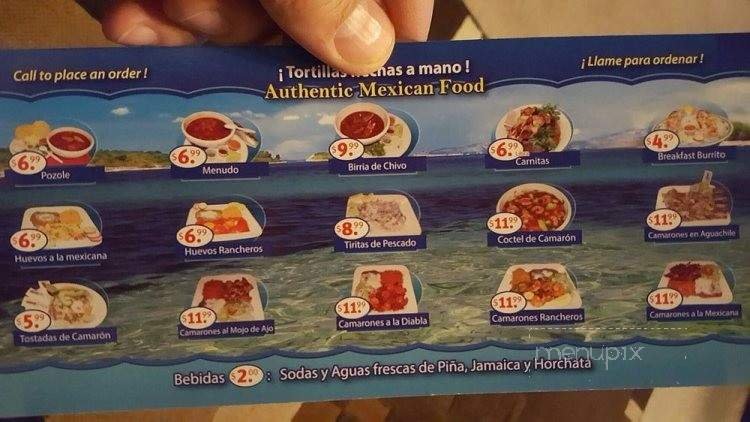 Call to place an order !
¡ Tortillas hechas a mano !
¡ Llame para ordenar !
Authentic Mexican Food
$6.99
Pozole
$6.99
Menudo
$9.99
Birria de Chivo
$6.99
Carnitas
$4.99
Breakfast Burrito
$6.99
Huevos a la mexicana
$6.99
Huevos Rancheros
$8.99
Tiritas de Pescado
$11.99
Coctel de Camarón
$11.99
Camarones en Aguachile
$5.99
Tostadas de Camarón
$11.99
Camarones al Mojo de Ajo
$11.99
Camarones a la Diabla
$11.99
Camarones Rancheros
$11.99
Camarones a la Mexicana
menupix
Bebidas $2.00 : Sodas y Aguas frescas de Piña, Jamaica y Horchata